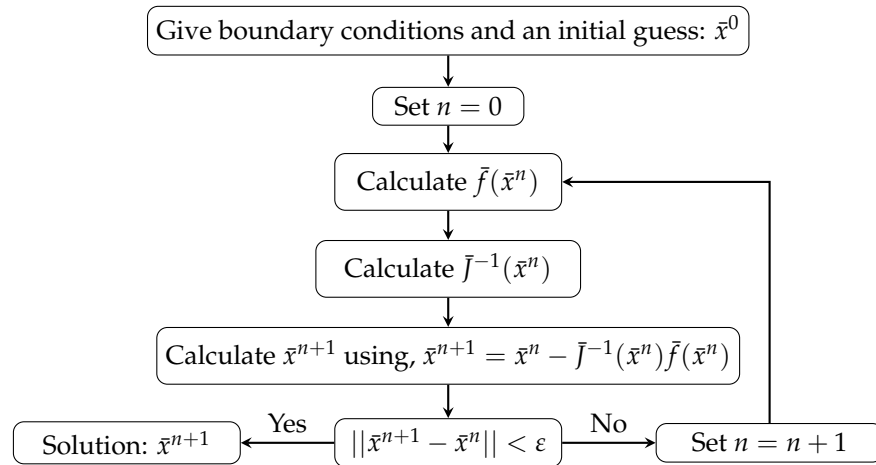 Give boundary conditions and an initial guess: x̄⁰
Set n = 0
Calculate f̄(x̄ⁿ)
Calculate J̄⁻¹(x̄ⁿ)
Calculate x̄ⁿ⁺¹ using, x̄ⁿ⁺¹ = x̄ⁿ − J̄⁻¹(x̄ⁿ)f̄(x̄ⁿ)
Solution: x̄ⁿ⁺¹
Yes
||x̄ⁿ⁺¹ − x̄ⁿ|| < ε
No
Set n = n + 1